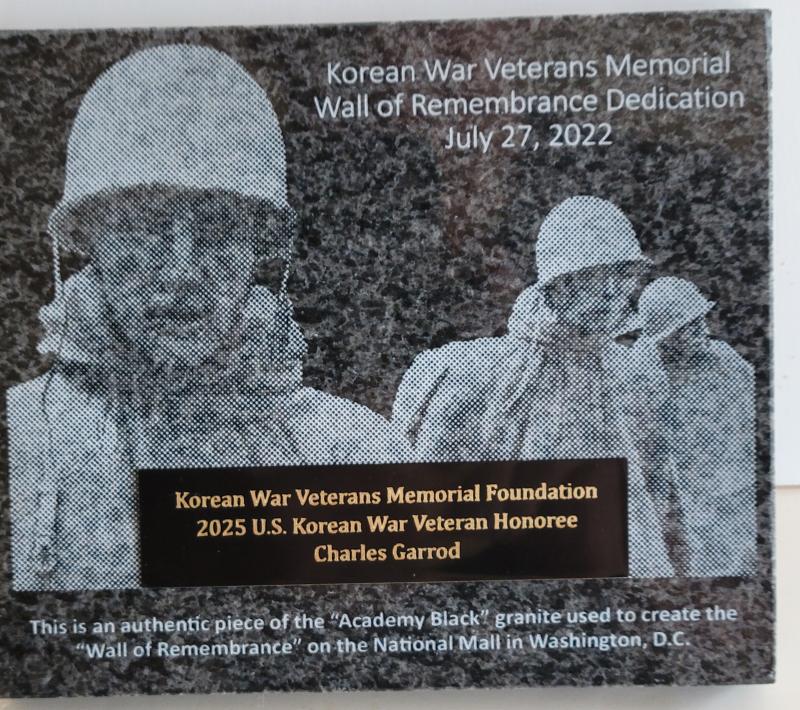 Korean War Veterans Memorial
Wall of Remembrance Dedication
July 27, 2022
Korean War Veterans Memorial Foundation
2025 U.S. Korean War Veteran Honoree
Charles Garrod
This is an authentic piece of the “Academy Black” granite used to create the
“Wall of Remembrance” on the National Mall in Washington, D.C.